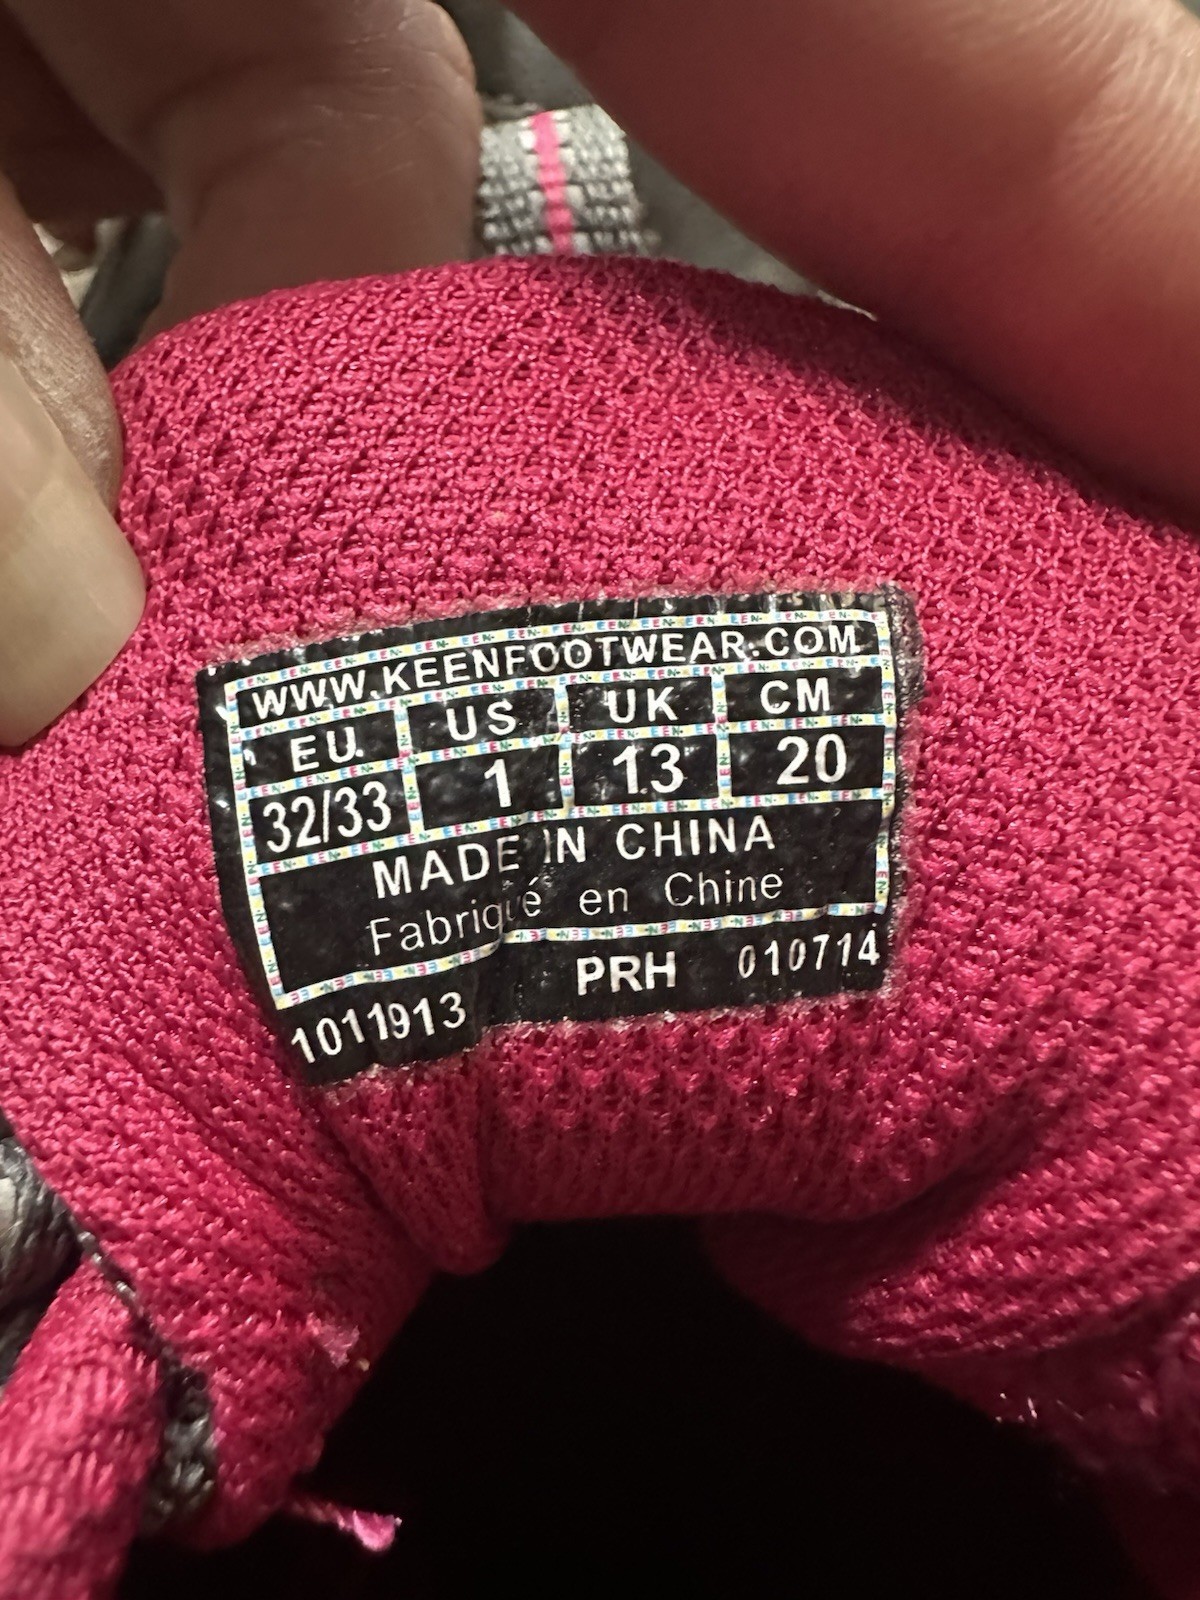 WWW.KEENFOOTWEAR.COM
EU US UK CM
32/33 1 13 20
MADE IN CHINA
Fabriqué en Chine
1011913 PRH 010714